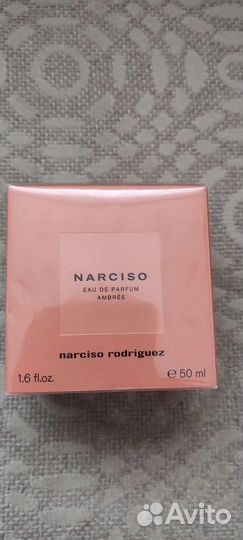 NARCISO
EAU DE PARFUM
AMBRÉE
narciso rodriguez
1.6 fl.oz. ℮ 50 ml
Avito